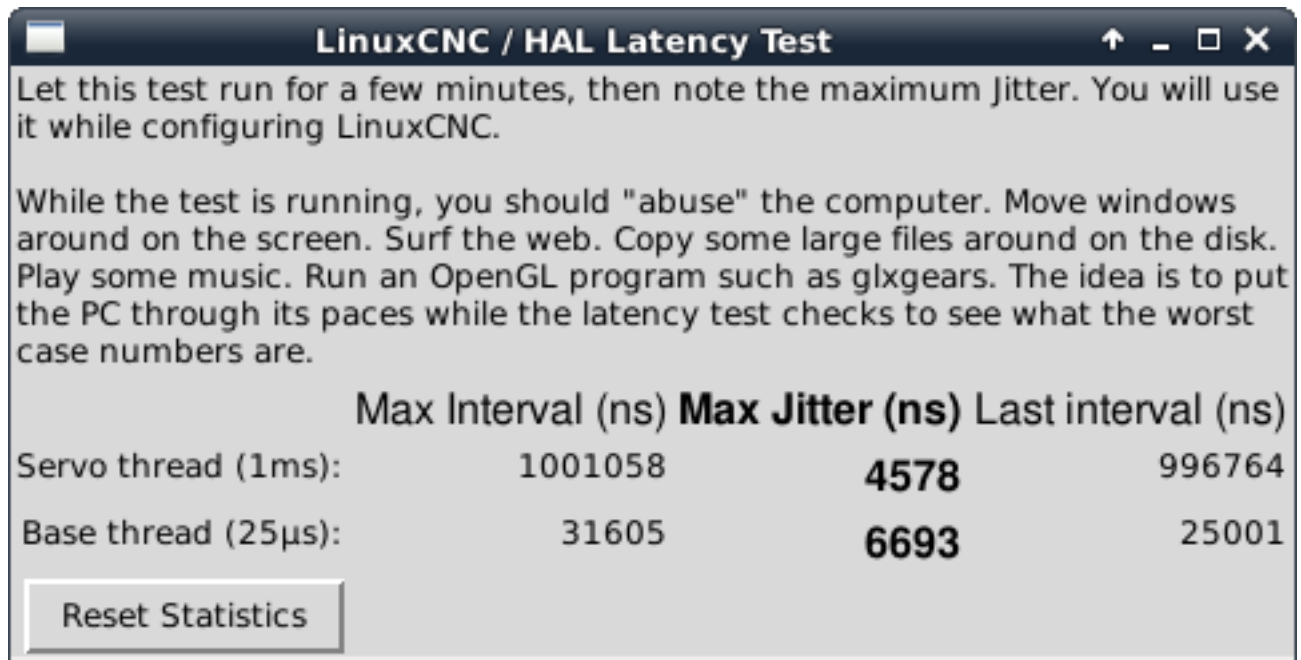 LinuxCNC / HAL Latency Test
Let this test run for a few minutes, then note the maximum Jitter. You will use
it while configuring LinuxCNC.
While the test is running, you should "abuse" the computer. Move windows
around on the screen. Surf the web. Copy some large files around on the disk.
Play some music. Run an OpenGL program such as glxgears. The idea is to put
the PC through its paces while the latency test checks to see what the worst
case numbers are.
Max Interval (ns) Max Jitter (ns) Last interval (ns)
Servo thread (1ms): 1001058 4578 996764
Base thread (25µs): 31605 6693 25001
Reset Statistics